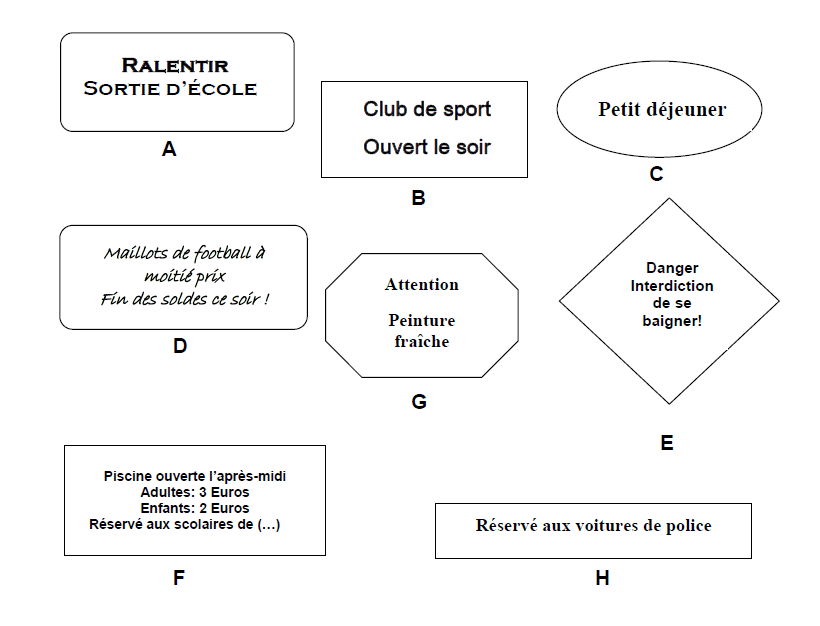 RALENTIR
SORTIE D'ÉCOLE
A
Club de sport
Ouvert le soir
B
Petit déjeuner
C
Maillots de football à
moitié prix
Fin des soldes ce soir !
D
Attention
Peinture
fraîche
G
Danger
Interdiction
de se
baigner!
E
Piscine ouverte l'après-midi
Adultes: 3 Euros
Enfants: 2 Euros
Réservé aux scolaires de (…)
F
Réservé aux voitures de police
H